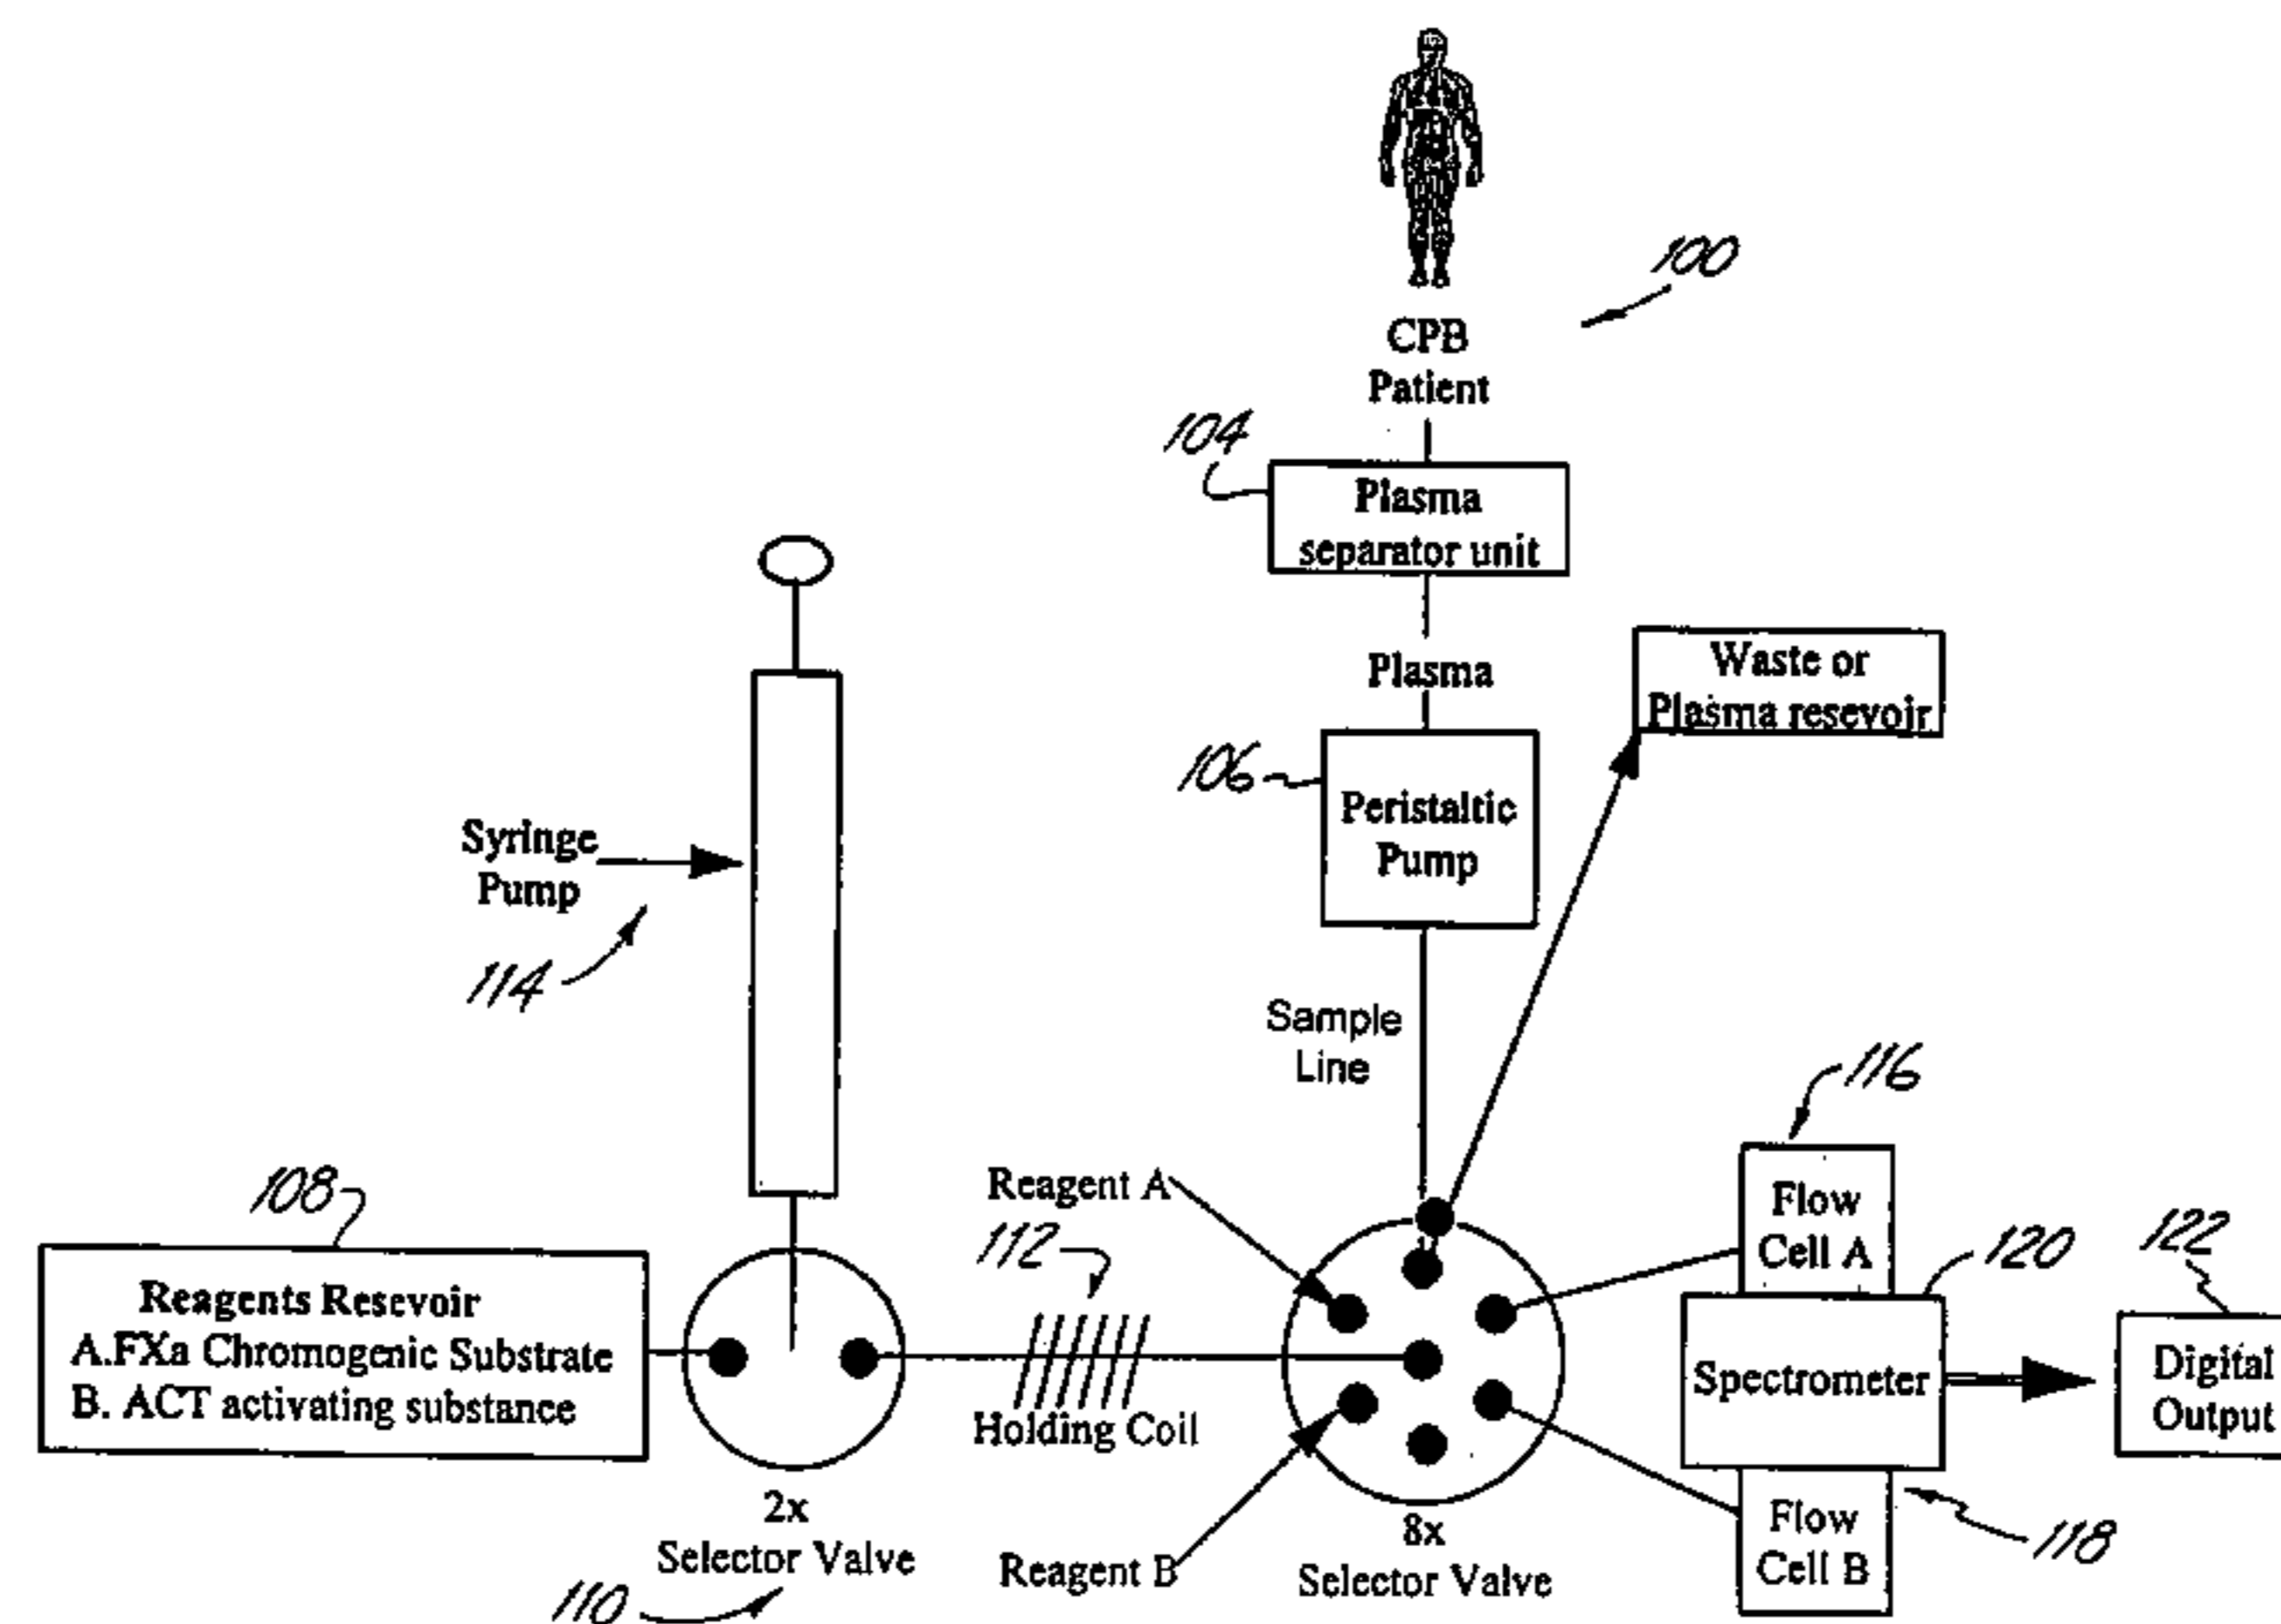 100
CPB
Patient
104
Plasma
separator unit
Plasma
Waste or
Plasma resevoir
106
Peristaltic
Pump
Syringe
Pump
114
Sample
Line
116
108
Reagent A
112
Flow
Cell A
120
122
Reagents Resevoir
A.FXa Chromogenic Substrate
B. ACT activating substance
Spectrometer
Digital
Output
Holding Coil
2x
Selector Valve
110
Reagent B
8x
Selector Valve
Flow
Cell B
118